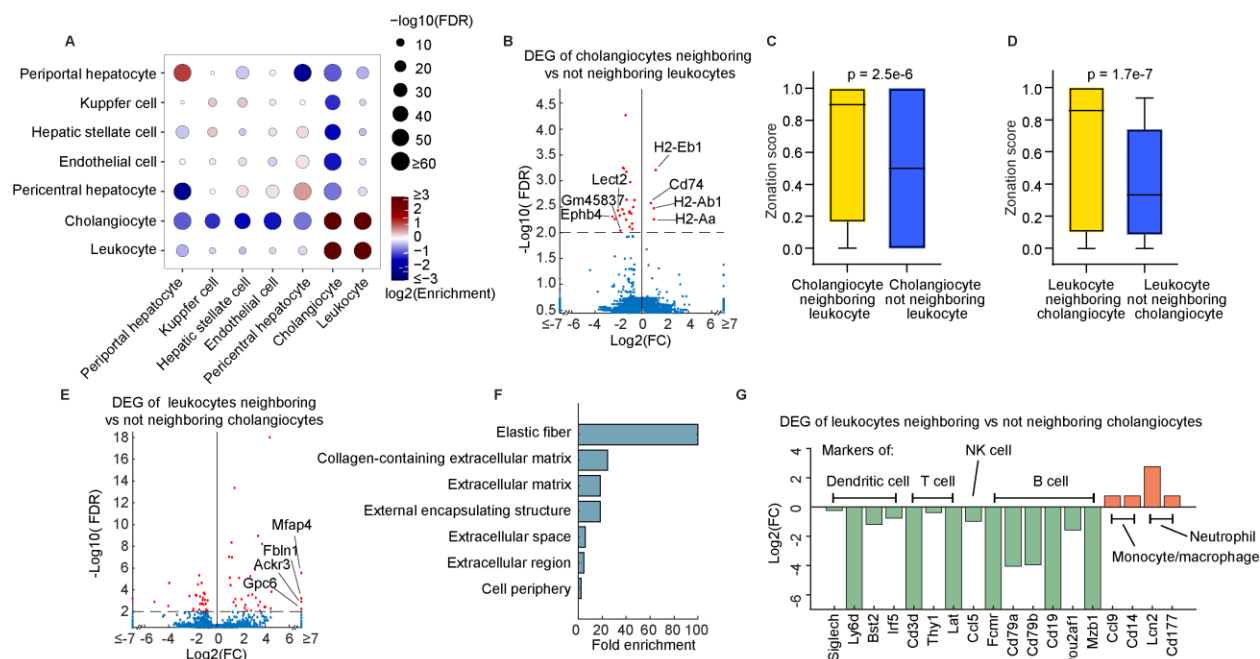 A
Periportal hepatocyte
Kuppfer cell
Hepatic stellate cell
Endothelial cell
Pericentral hepatocyte
Cholangiocyte
Leukocyte
Periportal hepatocyte
Kuppfer cell
Hepatic stellate cell
Endothelial cell
Pericentral hepatocyte
Cholangiocyte
Leukocyte
−log10(FDR)
10
20
30
40
50
≥60
≥3
2
1
0
−1
−2
≤−3
log2(Enrichment)
B
DEG of cholangiocytes neighboring
vs not neighboring leukocytes
-Log10( FDR)
4.5
4.0
3.5
3.0
2.5
2.0
1.5
1.0
0.5
H2-Eb1
Lect2
Cd74
Gm45837
H2-Ab1
Ephb4
H2-Aa
≤-7 -4 -2 0 2 4 6 ≥7
Log2(FC)
C
p = 2.5e-6
Zonation score
1.0
0.8
0.6
0.4
0.2
0.0
Cholangiocyte
neighboring
leukocyte
Cholangiocyte
not neighboring
leukocyte
D
p = 1.7e-7
Zonation score
1.0
0.8
0.6
0.4
0.2
0.0
Leukocyte
neighboring
cholangiocyte
Leukocyte
not neighboring
cholangiocyte
E
DEG of leukocytes neighboring
vs not neighboring cholangiocytes
-Log10( FDR)
18
16
14
12
10
8
6
4
2
Mfap4
Fbln1
Ackr3
Gpc6
≤-7 -4 -2 0 2 4 6 ≥7
Log2(FC)
F
Elastic fiber
Collagen-containing extracellular matrix
Extracellular matrix
External encapsulating structure
Extracellular space
Extracellular region
Cell periphery
0 20 40 60 80 100
Fold enrichment
G
DEG of leukocytes neighboring vs not neighboring cholangiocytes
Markers of:
NK cell
Dendritic cell
T cell
B cell
Log2(FC)
4
2
0
-2
-4
-6
Neutrophil
Monocyte/macrophage
Siglech
Ly6d
Bst2
Irf5
Cd3d
Thy1
Lat
Ccl5
Fcmr
Cd79a
Cd79b
Cd19
Pou2af1
Mzb1
Ccl9
Cd14
Lcn2
Cd177